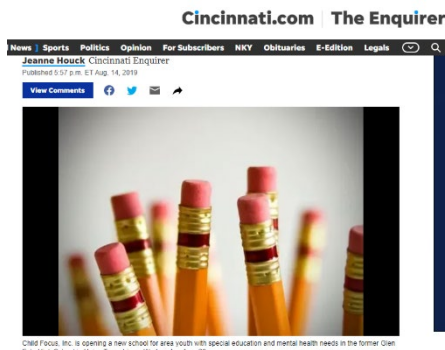 Cincinnati.com | The Enquirer
News Sports Politics Opinion For Subscribers NKY Obituaries E-Edition Legals
Jeanne Houck Cincinnati Enquirer
Published 5:57 p.m. ET Aug. 14, 2019
View Comments
Child Focus, Inc. is opening a new school for area youth with special education and mental health needs in the former Glen